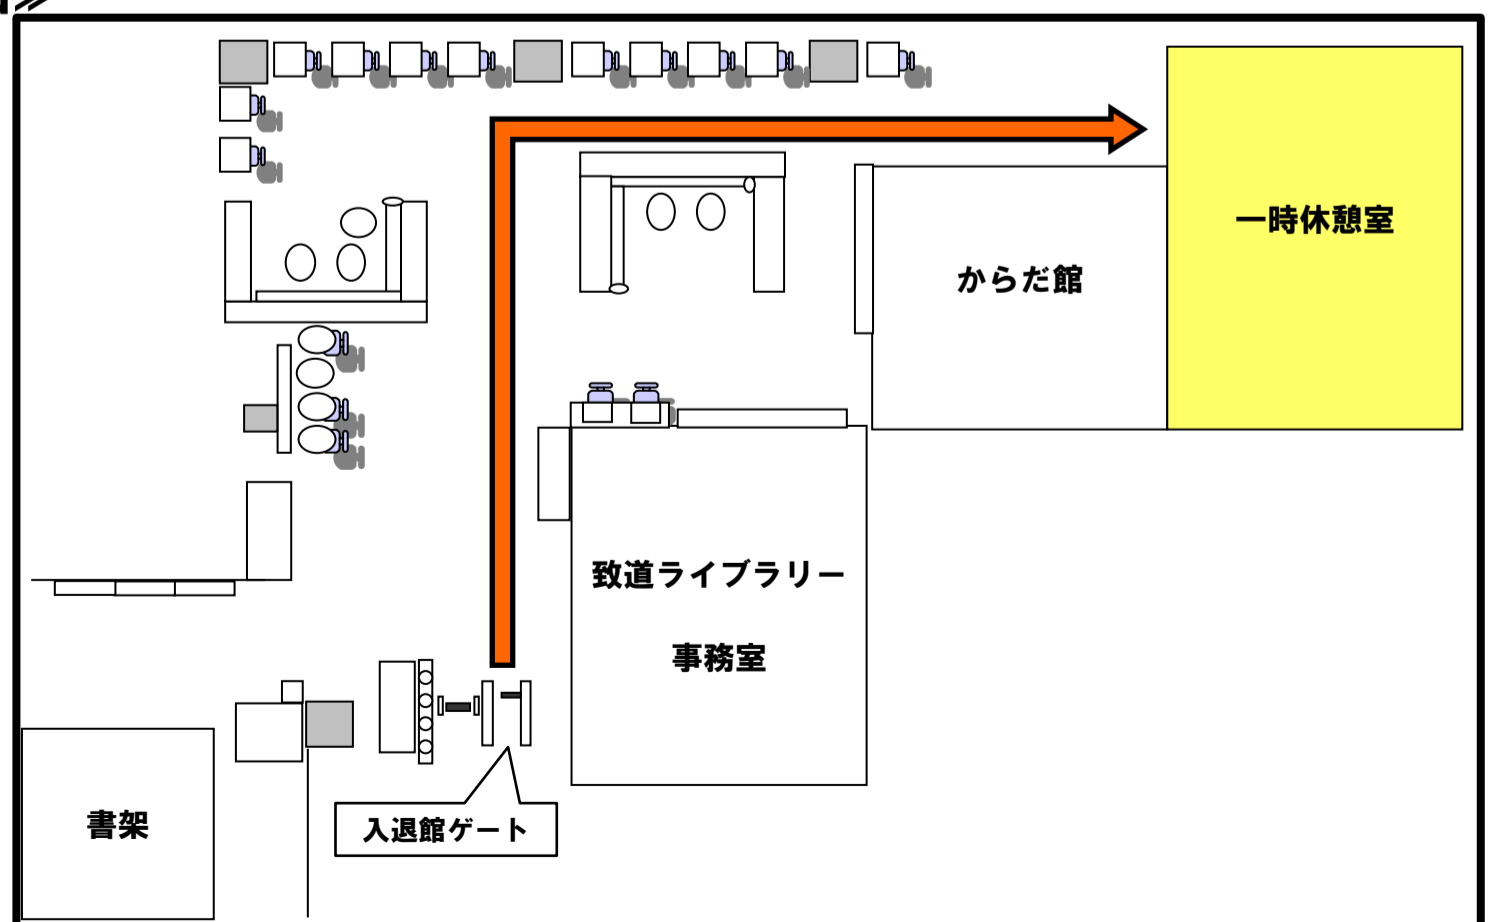 一時休憩室
からだ館
致道ライブラリー
事務室
書架
入退館ゲート